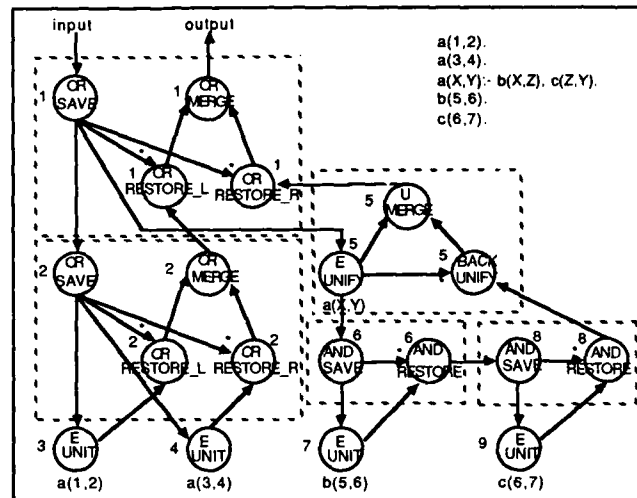 input
output
a(1,2).
a(3,4).
a(X,Y):- b(X,Z), c(Z,Y).
b(5,6).
c(6,7).
1
OR
SAVE
1
OR
MERGE
1
OR
RESTORE_L
1
OR
RESTORE_R
5
U
MERGE
2
OR
SAVE
2
OR
MERGE
5
E
UNIFY
a(X,Y)
5
BACK
UNIFY
2
OR
RESTORE_L
2
OR
RESTORE_R
6
AND
SAVE
6
AND
RESTORE
8
AND
SAVE
8
AND
RESTORE
3
E
UNIT
a(1,2)
4
E
UNIT
a(3,4)
7
E
UNIT
b(5,6)
9
E
UNIT
c(6,7)